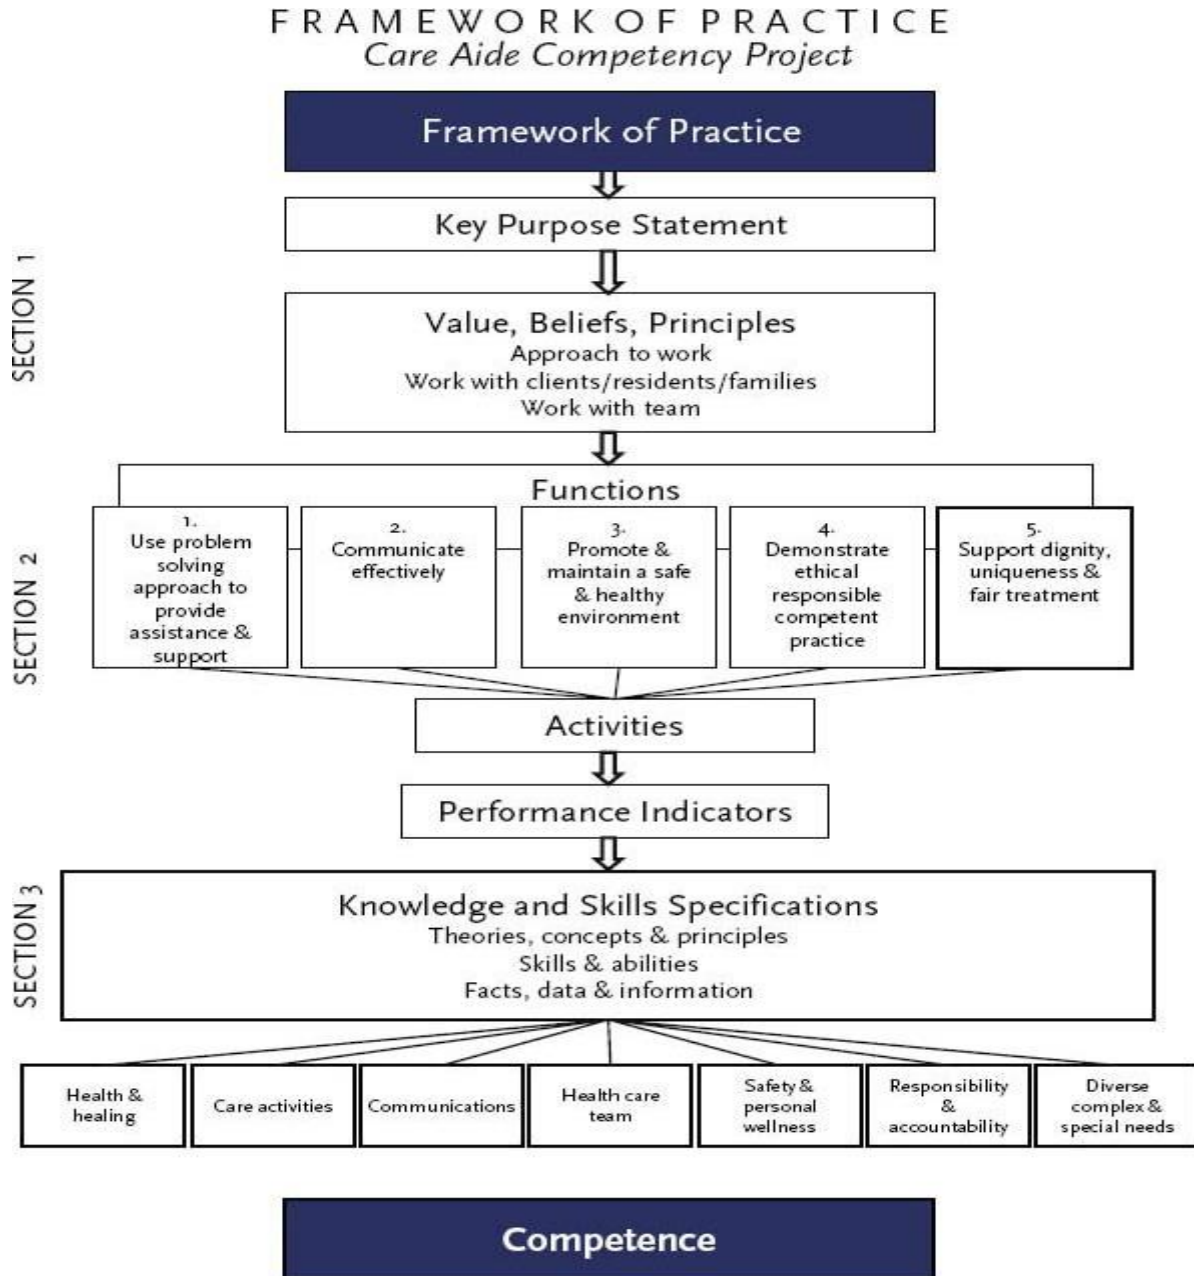 FRAMEWORK OF PRACTICE
Care Aide Competency Project
Framework of Practice
SECTION 1
Key Purpose Statement
Value, Beliefs, Principles
Approach to work
Work with clients/residents/families
Work with team
SECTION 2
Functions
1.
Use problem
solving
approach to
provide
assistance &
support
2.
Communicate
effectively
3.
Promote &
maintain a safe
& healthy
environment
4.
Demonstrate
ethical
responsible
competent
practice
5.
Support dignity,
uniqueness &
fair treatment
Activities
Performance Indicators
SECTION 3
Knowledge and Skills Specifications
Theories, concepts & principles
Skills & abilities
Facts, data & information
Health &
healing
Care activities
Communications
Health care
team
Safety &
personal
wellness
Responsibility
&
accountability
Diverse
complex &
special needs
Competence